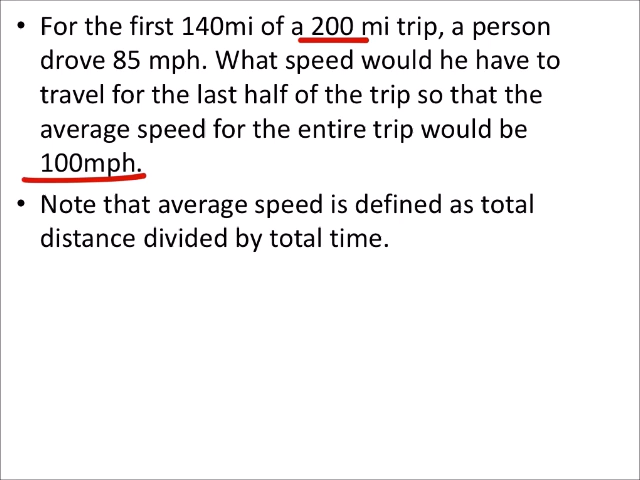 • For the first 140mi of a 200 mi trip, a person
drove 85 mph. What speed would he have to
travel for the last half of the trip so that the
average speed for the entire trip would be
100mph.
• Note that average speed is defined as total
distance divided by total time.